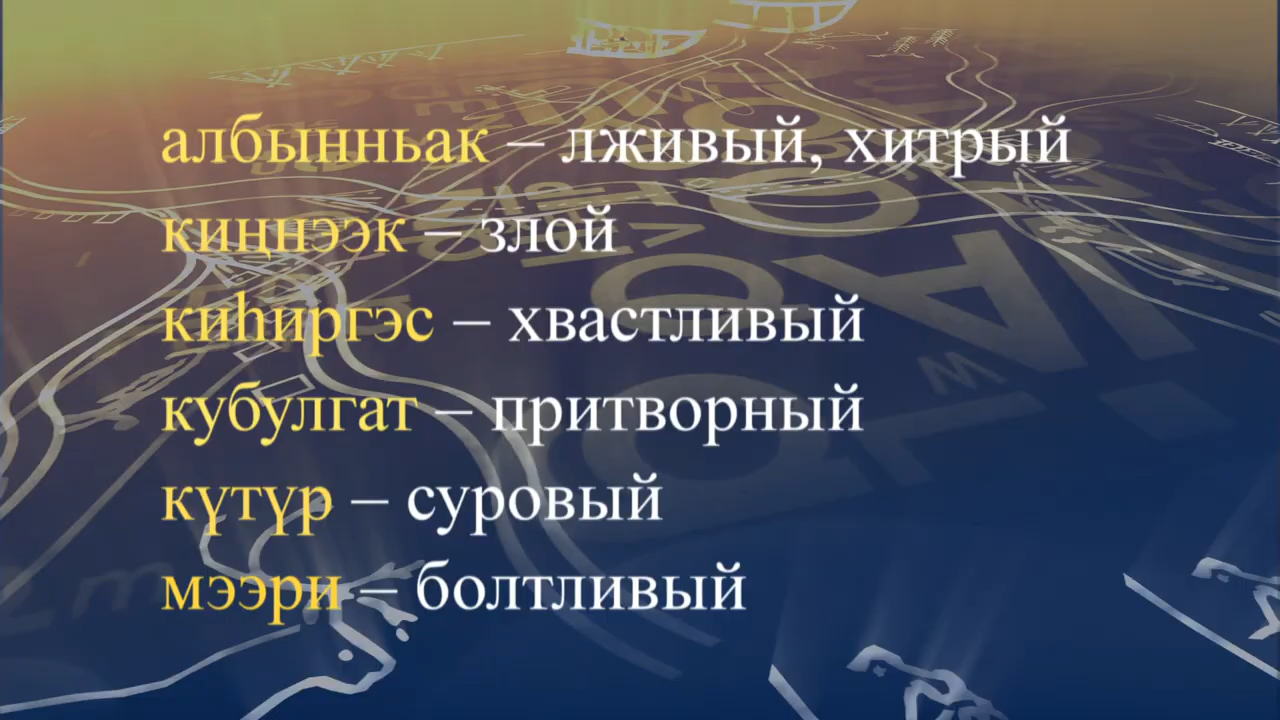 албынньак – лживый, хитрый
киҥнээк – злой
киһиргэс – хвастливый
кубулгат – притворный
күтүр – суровый
мээри – болтливый